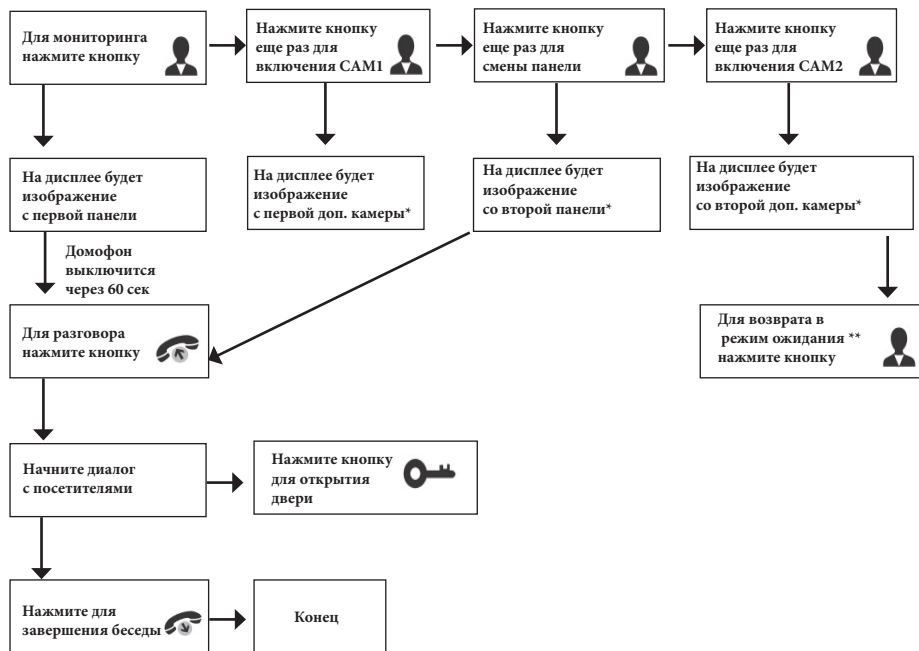 Для мониторинга
нажмите кнопку
Нажмите кнопку
еще раз для
включения CAM1
Нажмите кнопку
еще раз для
смены панели
Нажмите кнопку
еще раз для
включения CAM2
На дисплее будет
изображение
с первой панели
На дисплее будет
изображение
с первой доп. камеры*
На дисплее будет
изображение
со второй панели*
На дисплее будет
изображение
со второй доп. камеры*
Домофон
выключится
через 60 сек
Для разговора
нажмите кнопку
Для возврата в
режим ожидания **
нажмите кнопку
Начните диалог
с посетителями
Нажмите кнопку
для открытия
двери
Нажмите для
завершения беседы
Конец